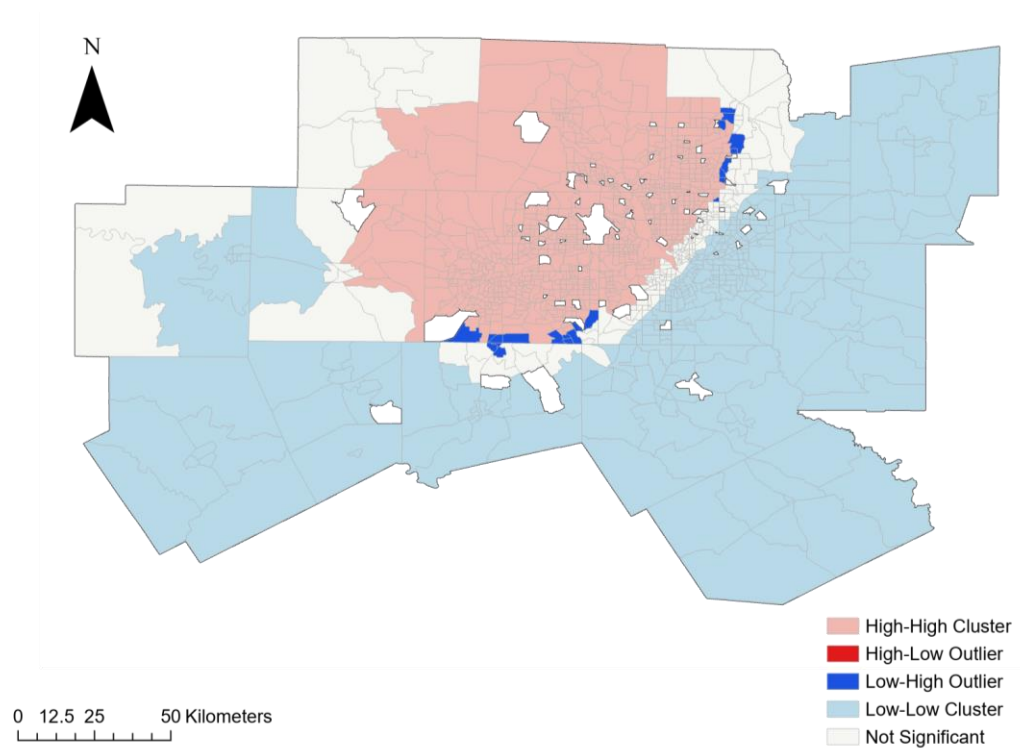 N
High-High Cluster
High-Low Outlier
Low-High Outlier
Low-Low Cluster
Not Significant
0 12.5 25 50 Kilometers